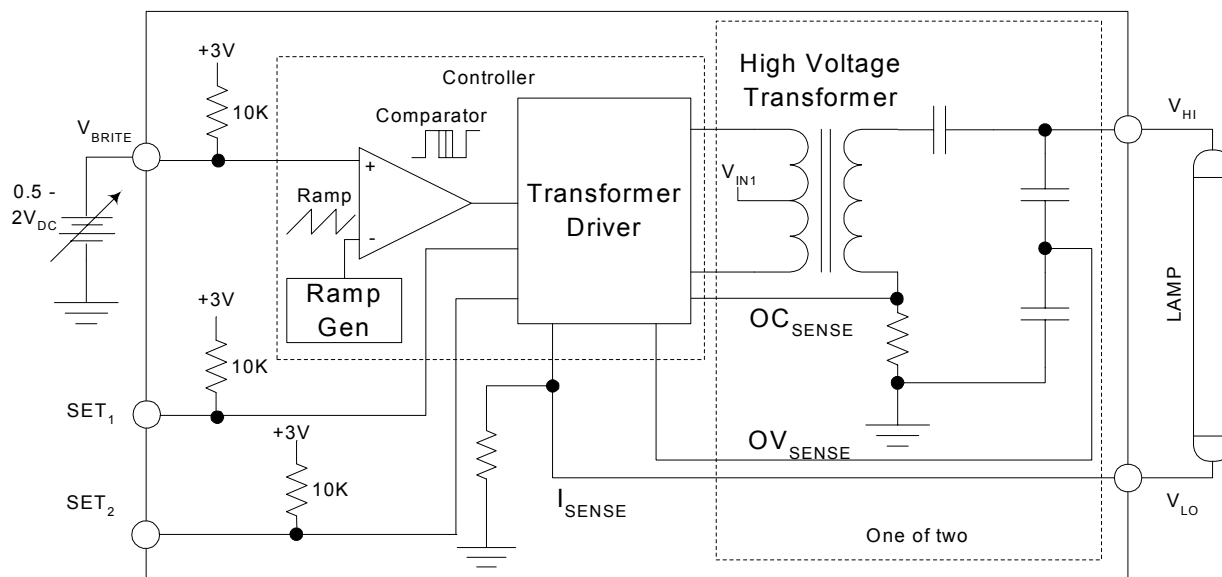 +3V
10K
Controller
Comparator
High Voltage
Transformer
V_BRITE
V_HI
+
0.5 -
2V_DC
Ramp
-
Transformer
Driver
V_IN1
Ramp
Gen
+3V
10K
OC_SENSE
LAMP
SET_1
+3V
10K
OV_SENSE
SET_2
I_SENSE
V_LO
One of two